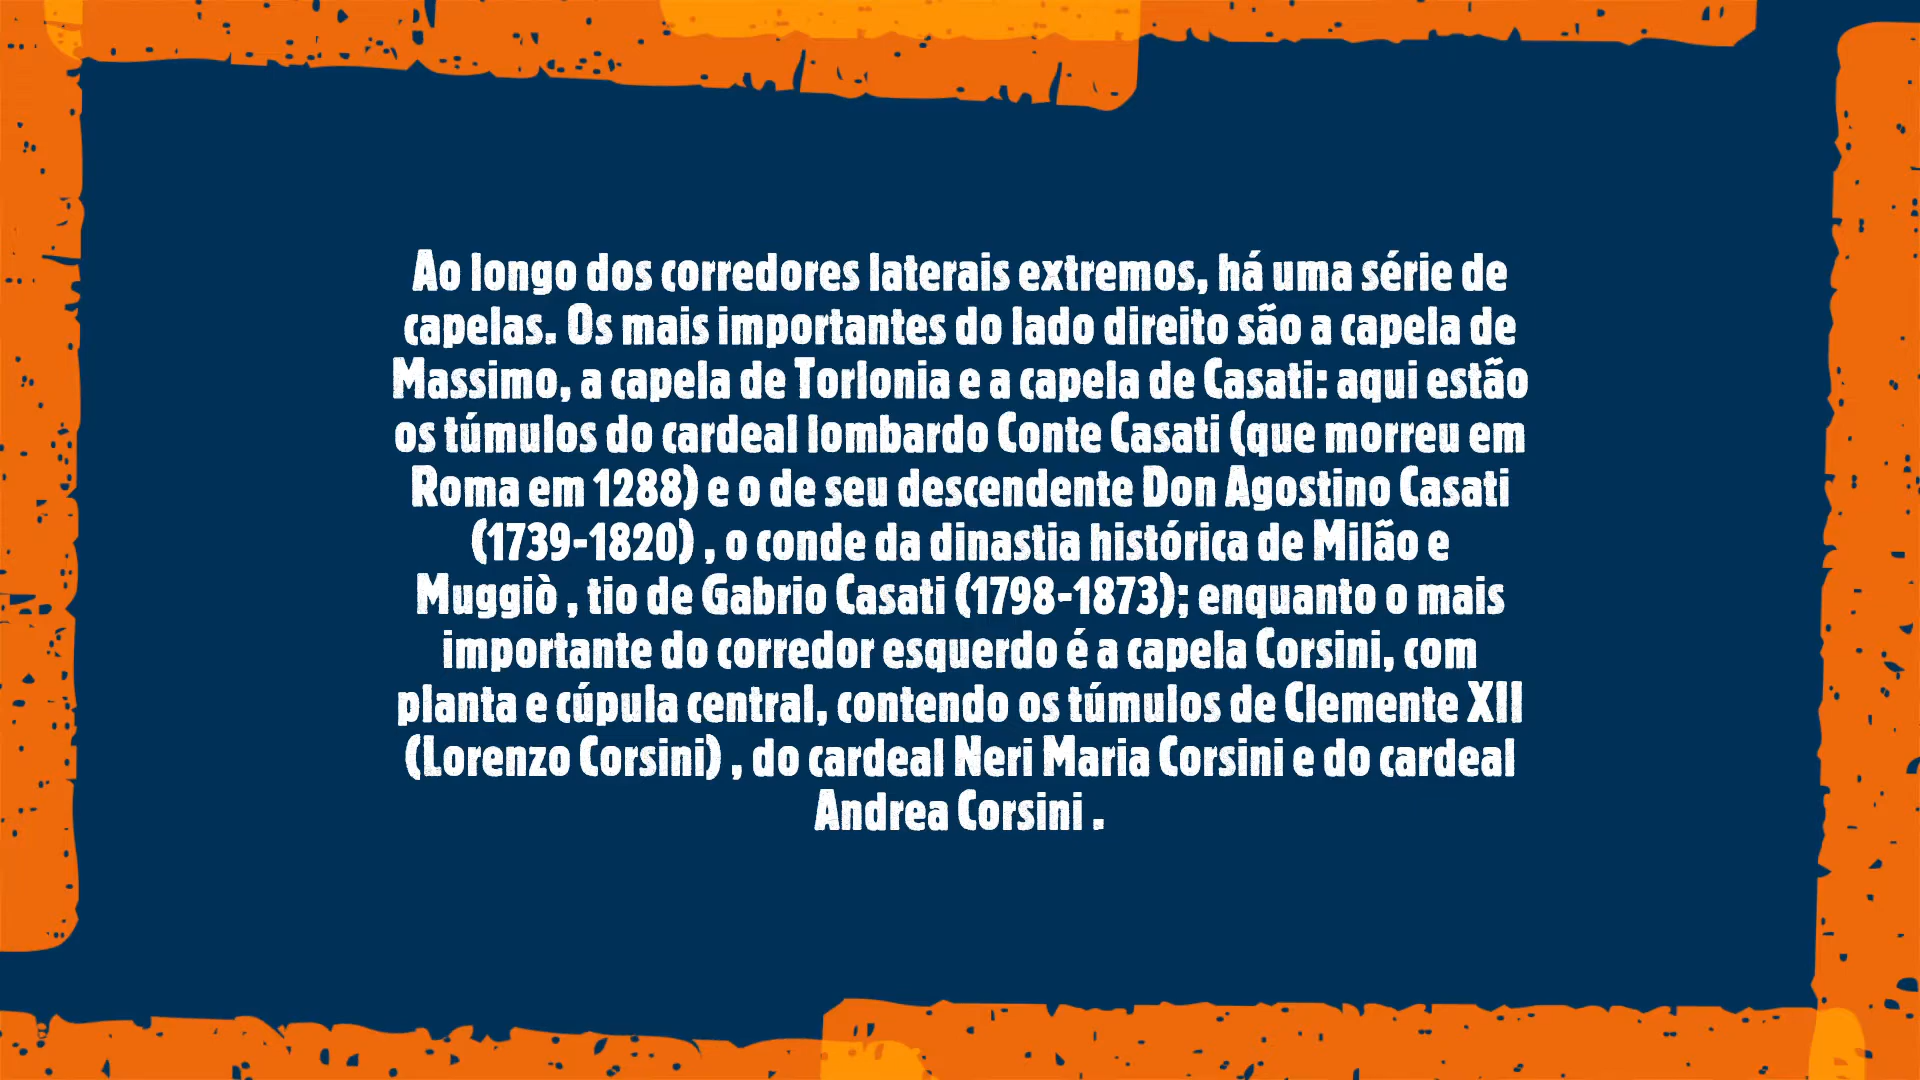 Ao longo dos corredores laterais extremos, há uma série de
capelas. Os mais importantes do lado direito são a capela de
Massimo, a capela de Torlonia e a capela de Casati: aqui estão
os túmulos do cardeal lombardo Conte Casati (que morreu em
Roma em 1288) e o de seu descendente Don Agostino Casati
(1739-1820) , o conde da dinastia histórica de Milão e
Muggiò , tio de Gabrio Casati (1798-1873); enquanto o mais
importante do corredor esquerdo é a capela Corsini, com
planta e cúpula central, contendo os túmulos de Clemente XII
(Lorenzo Corsini) , do cardeal Neri Maria Corsini e do cardeal
Andrea Corsini .